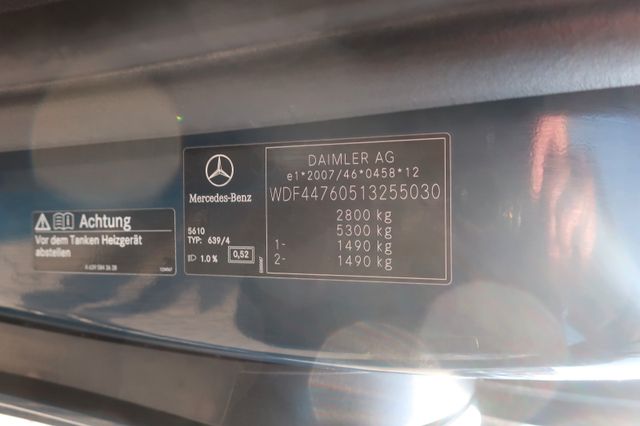 Achtung
Vor dem Tanken Heizgerät
abstellen
Mercedes-Benz
5610
TYP: 639/4
1.0 %
0,52
DAIMLER AG
e1*2007/46*0458*12
WDF44760513255030
2800 kg
5300 kg
1- 1490 kg
2- 1490 kg